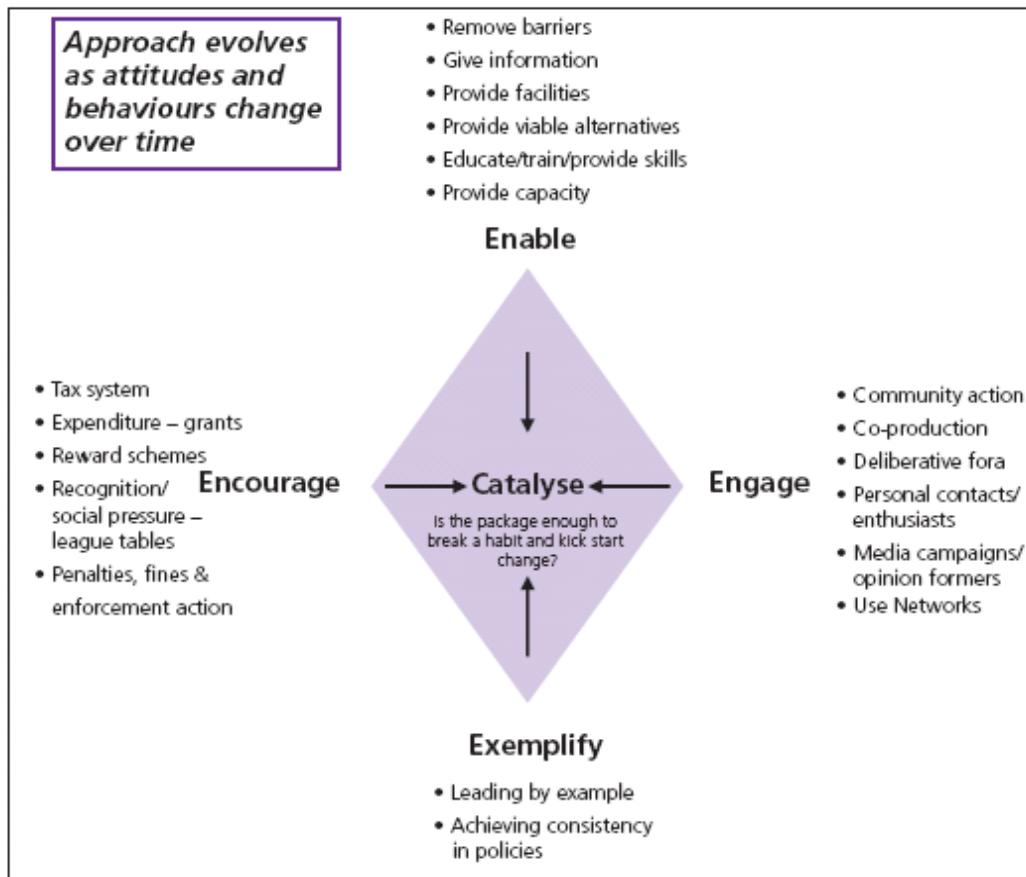 Approach evolves
as attitudes and
behaviours change
over time
• Remove barriers
• Give information
• Provide facilities
• Provide viable alternatives
• Educate/train/provide skills
• Provide capacity
Enable
• Tax system
• Expenditure – grants
• Reward schemes
• Recognition/
social pressure –
league tables
• Penalties, fines &
enforcement action
Encourage
Catalyse
Is the package enough to
break a habit and kick start
change?
Engage
• Community action
• Co-production
• Deliberative fora
• Personal contacts/
enthusiasts
• Media campaigns/
opinion formers
• Use Networks
Exemplify
• Leading by example
• Achieving consistency
in policies